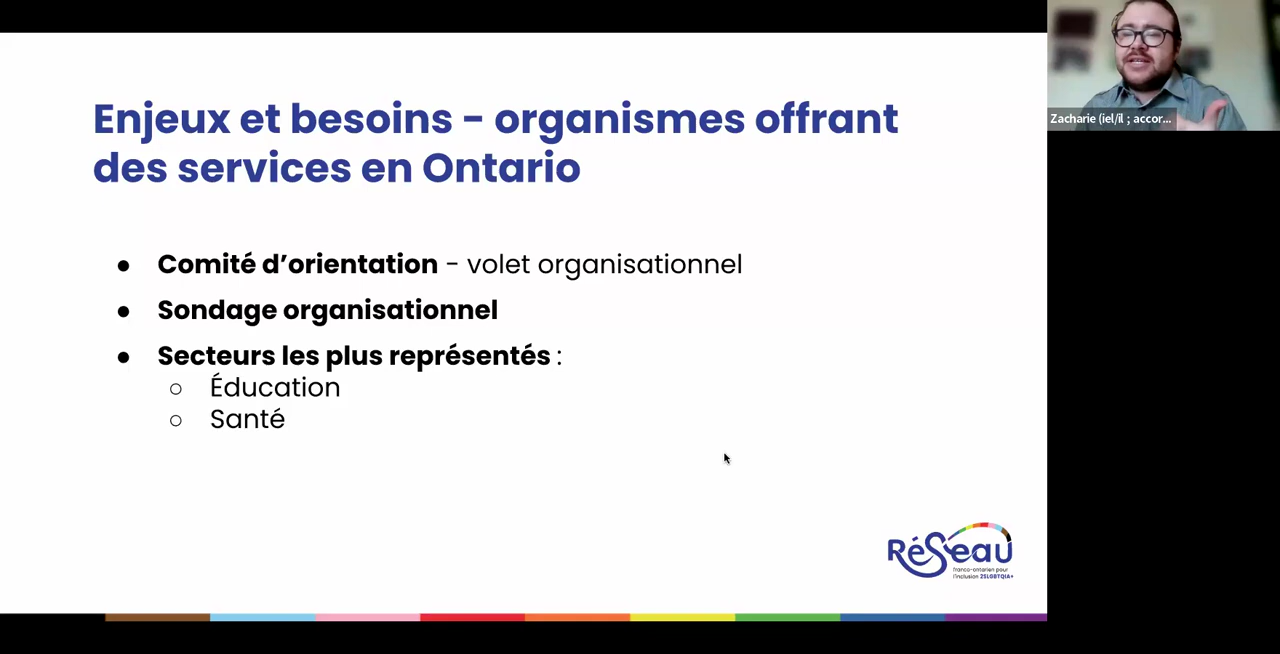 Enjeux et besoins - organismes offrant
des services en Ontario
● Comité d’orientation - volet organisationnel
● Sondage organisationnel
● Secteurs les plus représentés :
○ Éducation
○ Santé
RéSeau
franco-ontarien pour
l'inclusion 2SLGBTQIA+
Zacharie (iel/il ; accor...